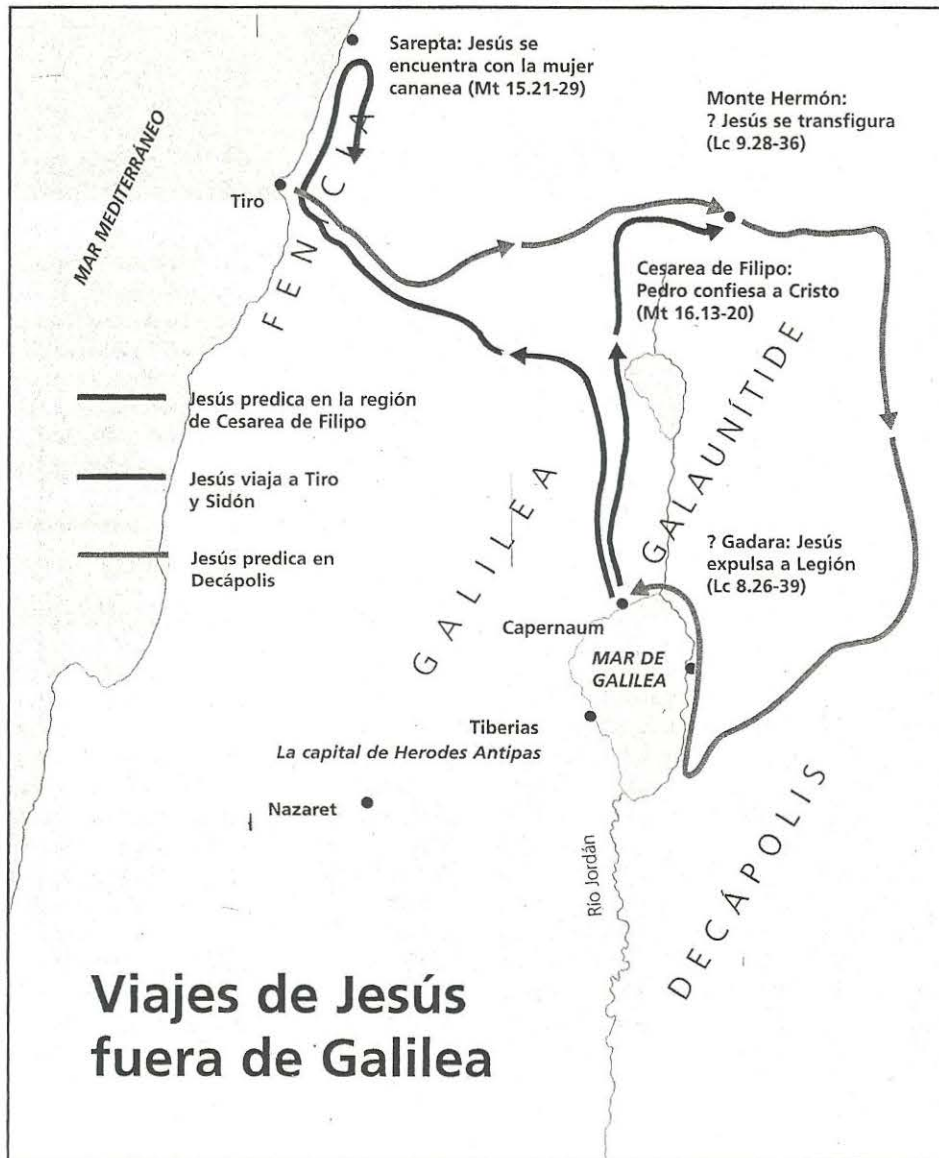 Sarepta: Jesús se
encuentra con la mujer
cananea (Mt 15.21-29)
Monte Hermón:
? Jesús se transfigura
(Lc 9.28-36)
MAR MEDITERRÁNEO
Tiro
FENICIA
Cesarea de Filipo:
Pedro confiesa a Cristo
(Mt 16.13-20)
Jesús predica en la región
de Cesarea de Filipo
Jesús viaja a Tiro
y Sidón
Jesús predica en
Decápolis
GALILEA
GALAUNÍTIDE
? Gadara: Jesús
expulsa a Legión
(Lc 8.26-39)
Capernaum
MAR DE
GALILEA
Tiberias
La capital de Herodes Antipas
Nazaret
Río Jordán
DECÁPOLIS
Viajes de Jesús
fuera de Galilea